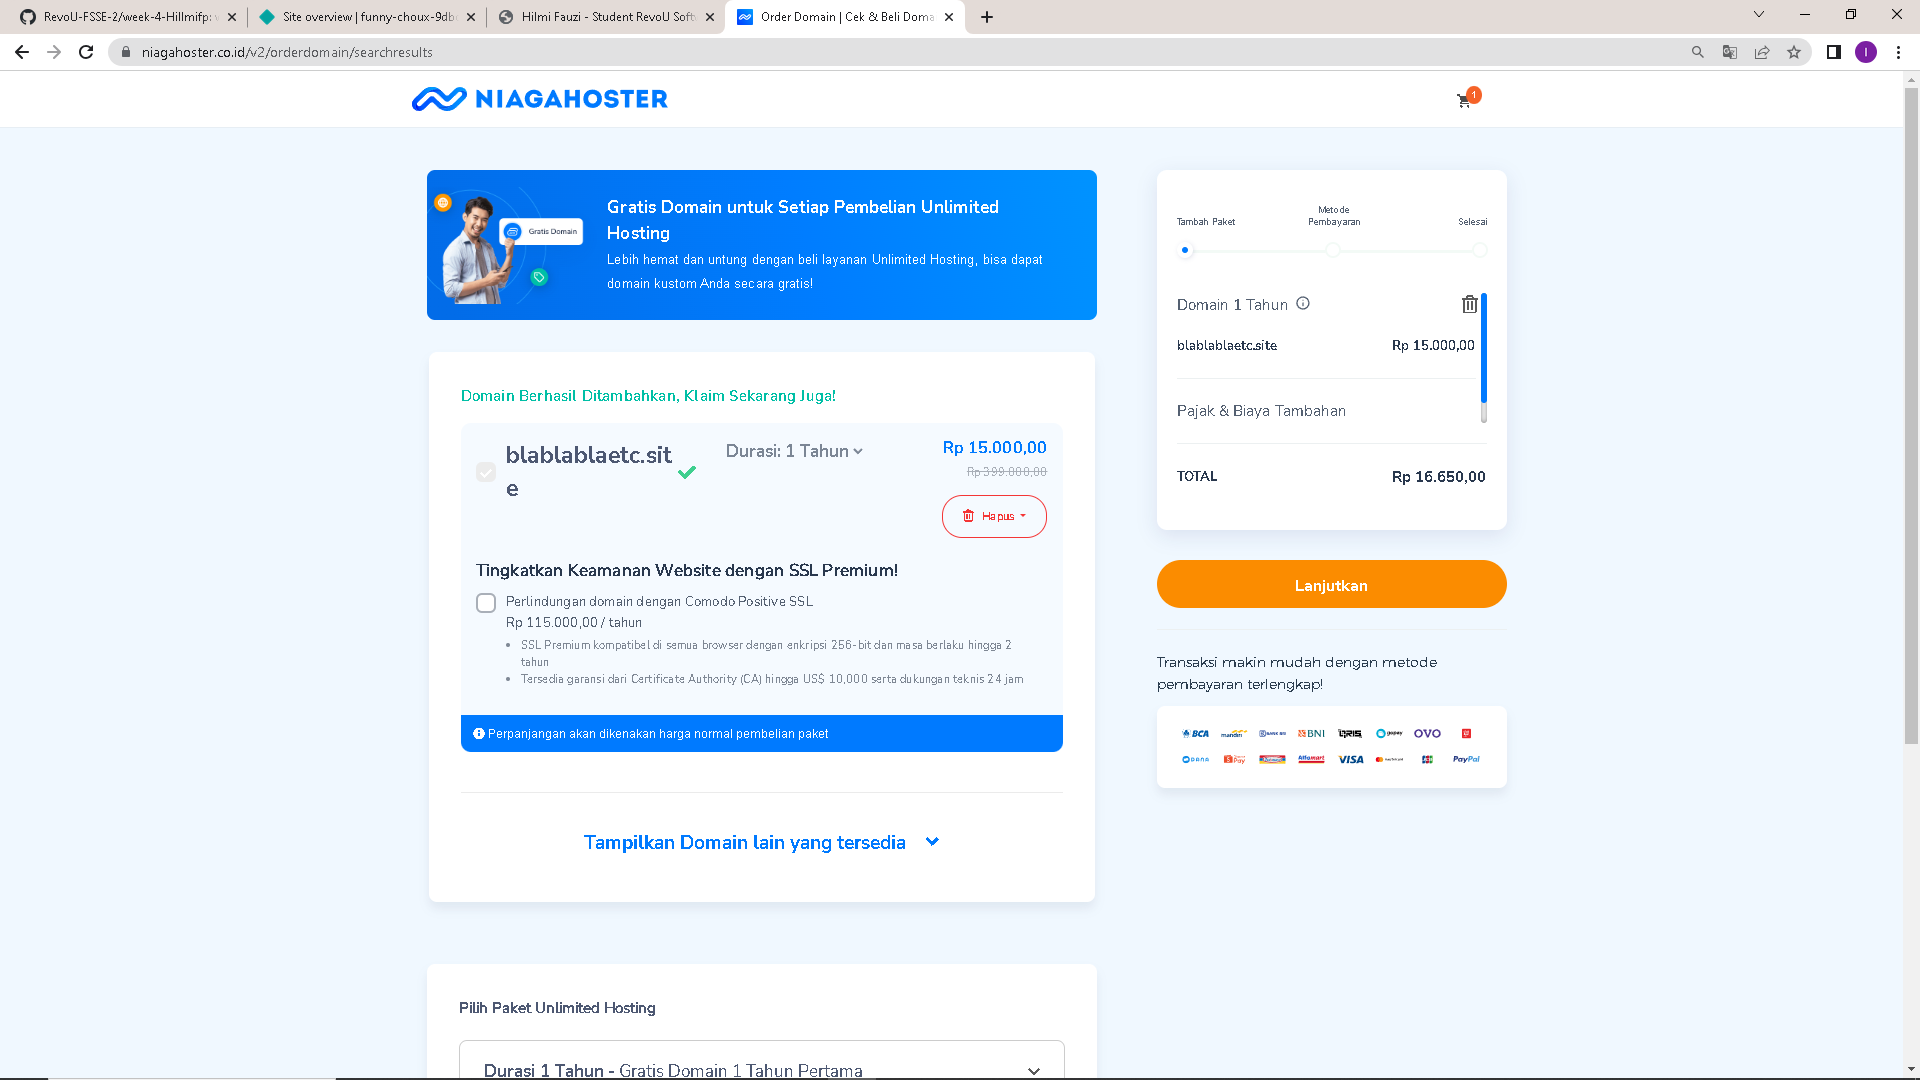 RevoU-FSSE-2/week-4-Hillmifp: w
Site overview | funny-choux-9db
Hilmi Fauzi - Student RevoU Soft
Order Domain | Cek & Beli Doma
niagahoster.co.id/v2/orderdomain/searchresults
I
NIAGAHOSTER
1
Gratis Domain
Gratis Domain untuk Setiap Pembelian Unlimited
Hosting
Lebih hemat dan untung dengan beli layanan Unlimited Hosting, bisa dapat
domain kustom Anda secara gratis!
Domain Berhasil Ditambahkan, Klaim Sekarang Juga!
blablablaetc.sit
e
Durasi: 1 Tahun
Rp 15.000,00
Rp 399.000,00
Hapus
Tingkatkan Keamanan Website dengan SSL Premium!
Perlindungan domain dengan Comodo Positive SSL
Rp 115.000,00 / tahun
• SSL Premium kompatibel di semua browser dengan enkripsi 256-bit dan masa berlaku hingga 2
tahun
• Tersedia garansi dari Certificate Authority (CA) hingga US$ 10,000 serta dukungan teknis 24 jam
Perpanjangan akan dikenakan harga normal pembelian paket
Tampilkan Domain lain yang tersedia
Pilih Paket Unlimited Hosting
Durasi 1 Tahun - Gratis Domain 1 Tahun Pertama
Tambah Paket
Metode
Pembayaran
Selesai
Domain 1 Tahun
blablablaetc.site
Rp 15.000,00
Pajak & Biaya Tambahan
TOTAL
Rp 16.650,00
Lanjutkan
Transaksi makin mudah dengan metode
pembayaran terlengkap!
BCA mandiri BANK BRI BNI QRIS gopay OVO
DANA Pay Alfamart VISA mastercard JCB PayPal